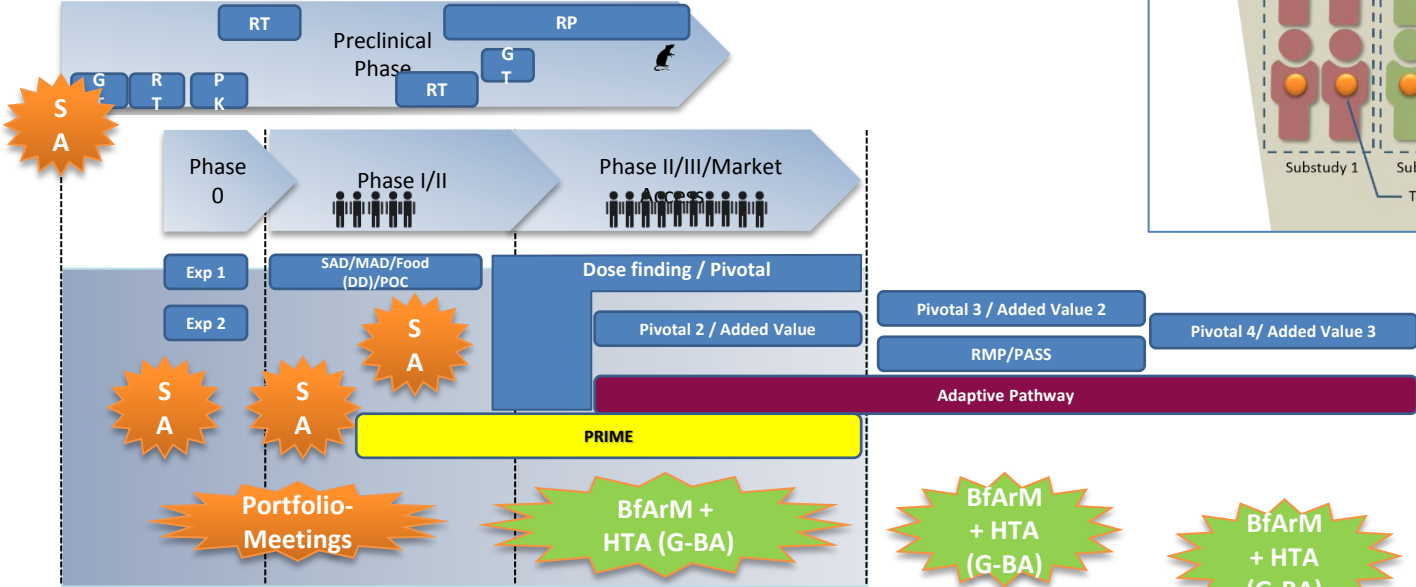 RT
RP
Preclinical
Phase
G
T
RT
G
R
T
P
K
S
A
Phase
0
Phase I/II
Phase II/III/Market
Access
Substudy 1
Exp 1
SAD/MAD/Food
(DD)/POC
Dose finding / Pivotal
Exp 2
S
A
Pivotal 2 / Added Value
Pivotal 3 / Added Value 2
RMP/PASS
Pivotal 4/ Added Value 3
Adaptive Pathway
S
A
S
A
PRIME
Portfolio-
Meetings
BfArM +
HTA (G-BA)
BfArM
+ HTA
(G-BA)
BfArM
+ HTA
(G-BA)